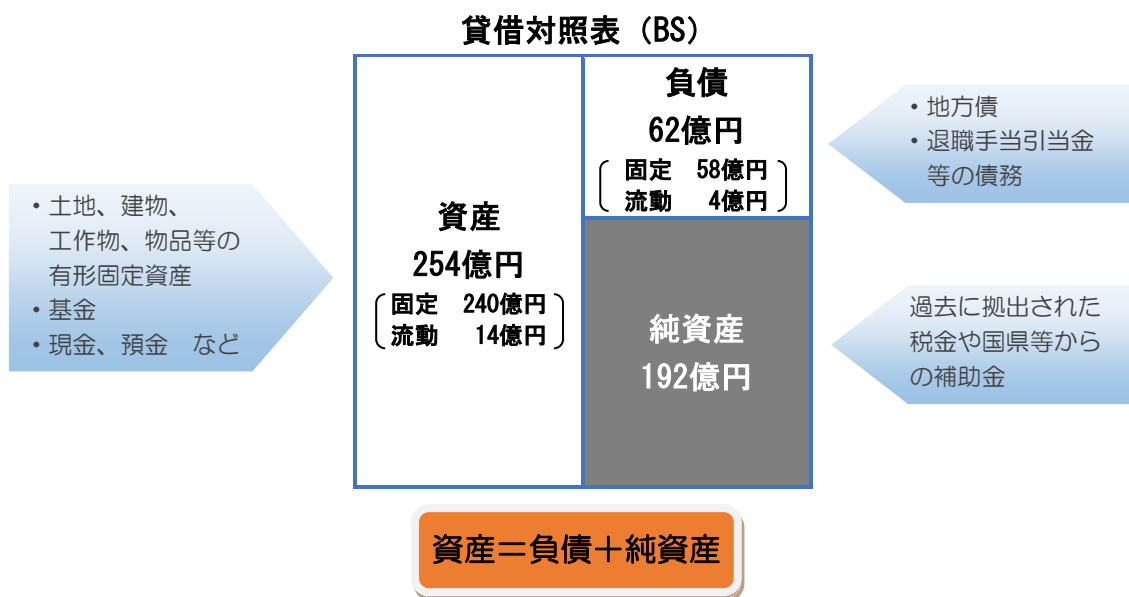 貸借対照表（BS）
・土地、建物、
工作物、物品等の
有形固定資産
・基金
・現金、預金　など
資産
254億円
固定　240億円
流動　14億円
負債
62億円
固定　58億円
流動　4億円
純資産
192億円
・地方債
・退職手当引当金
等の債務
過去に拠出された
税金や国県等から
の補助金
資産＝負債＋純資産